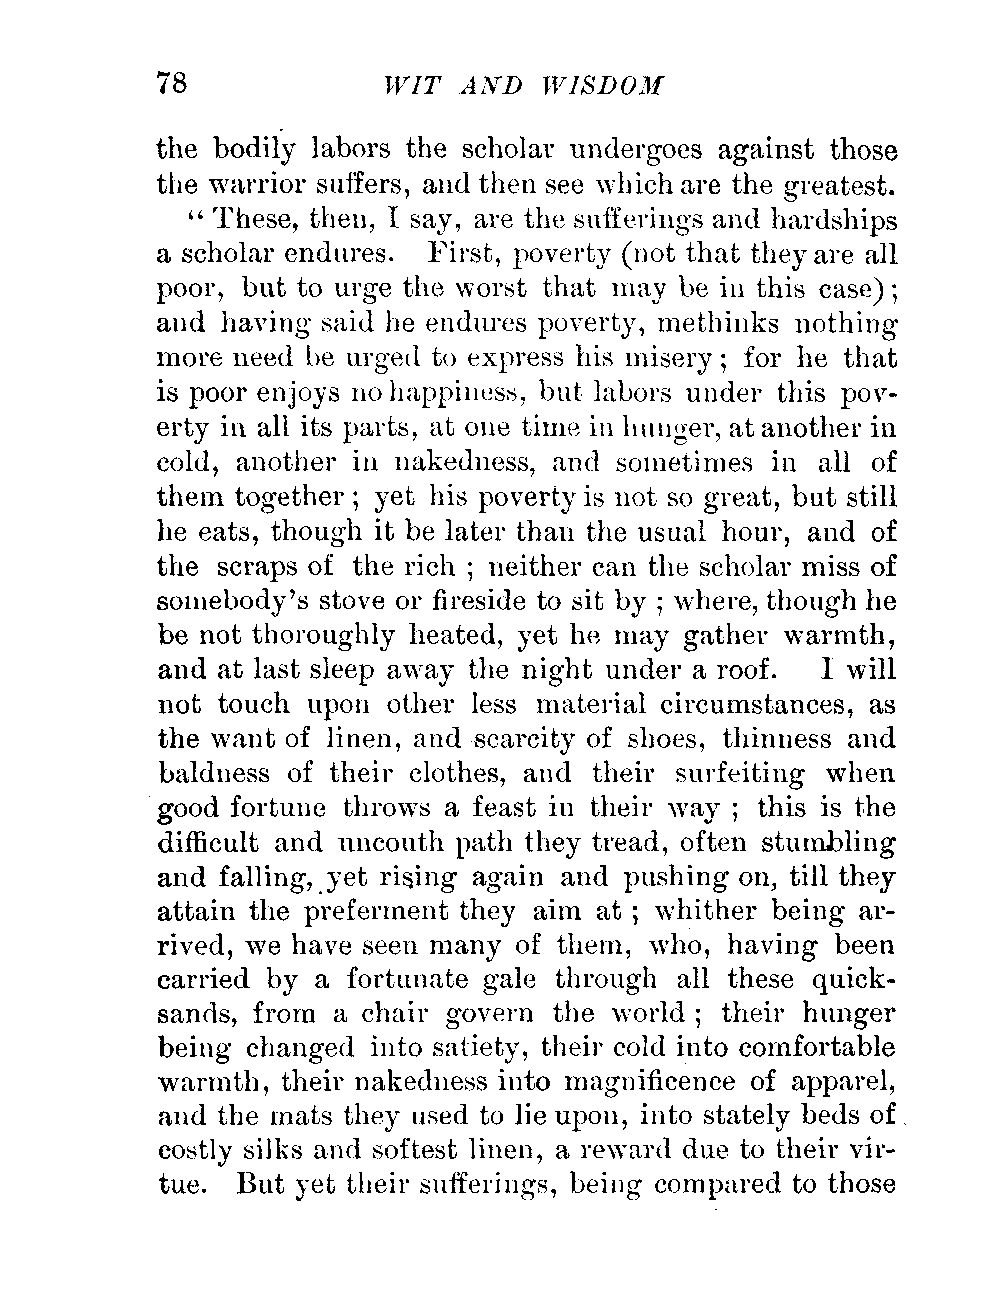 78 WIT AND WISDOM
the bodily labors the scholar undergoes against those
the warrior suffers, and then see which are the greatest.
“ These, then, I say, are the sufferings and hardships
a scholar endures. First, poverty (not that they are all
poor, but to urge the worst that may be in this case) ;
and having said he endures poverty, methinks nothing
more need be urged to express his misery ; for he that
is poor enjoys no happiness, but labors under this pov-
erty in all its parts, at one time in hunger, at another in
cold, another in nakedness, and sometimes in all of
them together ; yet his poverty is not so great, but still
he eats, though it be later than the usual hour, and of
the scraps of the rich ; neither can the scholar miss of
somebody’s stove or fireside to sit by ; where, though he
be not thoroughly heated, yet he may gather warmth,
and at last sleep away the night under a roof. I will
not touch upon other less material circumstances, as
the want of linen, and scarcity of shoes, thinness and
baldness of their clothes, and their surfeiting when
good fortune throws a feast in their way ; this is the
difficult and uncouth path they tread, often stumbling
and falling, yet rising again and pushing on, till they
attain the preferment they aim at ; whither being ar-
rived, we have seen many of them, who, having been
carried by a fortunate gale through all these quick-
sands, from a chair govern the world ; their hunger
being changed into satiety, their cold into comfortable
warmth, their nakedness into magnificence of apparel,
and the mats they used to lie upon, into stately beds of
costly silks and softest linen, a reward due to their vir-
tue. But yet their sufferings, being compared to those